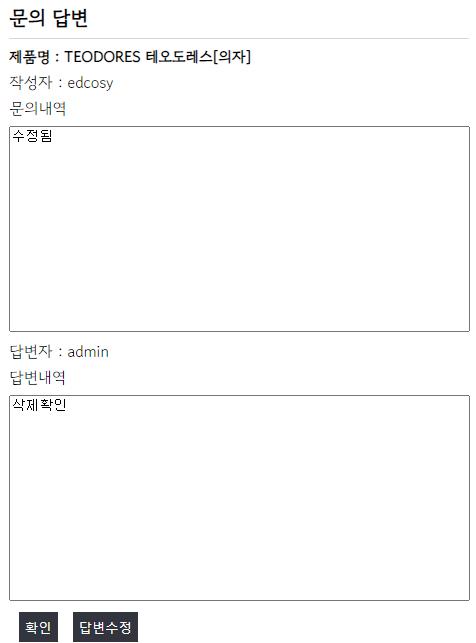 문의 답변
제품명 : TEODORES 테오도레스[의자]
작성자 : edcosy
문의내역
수정됨
답변자 : admin
답변내역
삭제확인
확인 답변수정